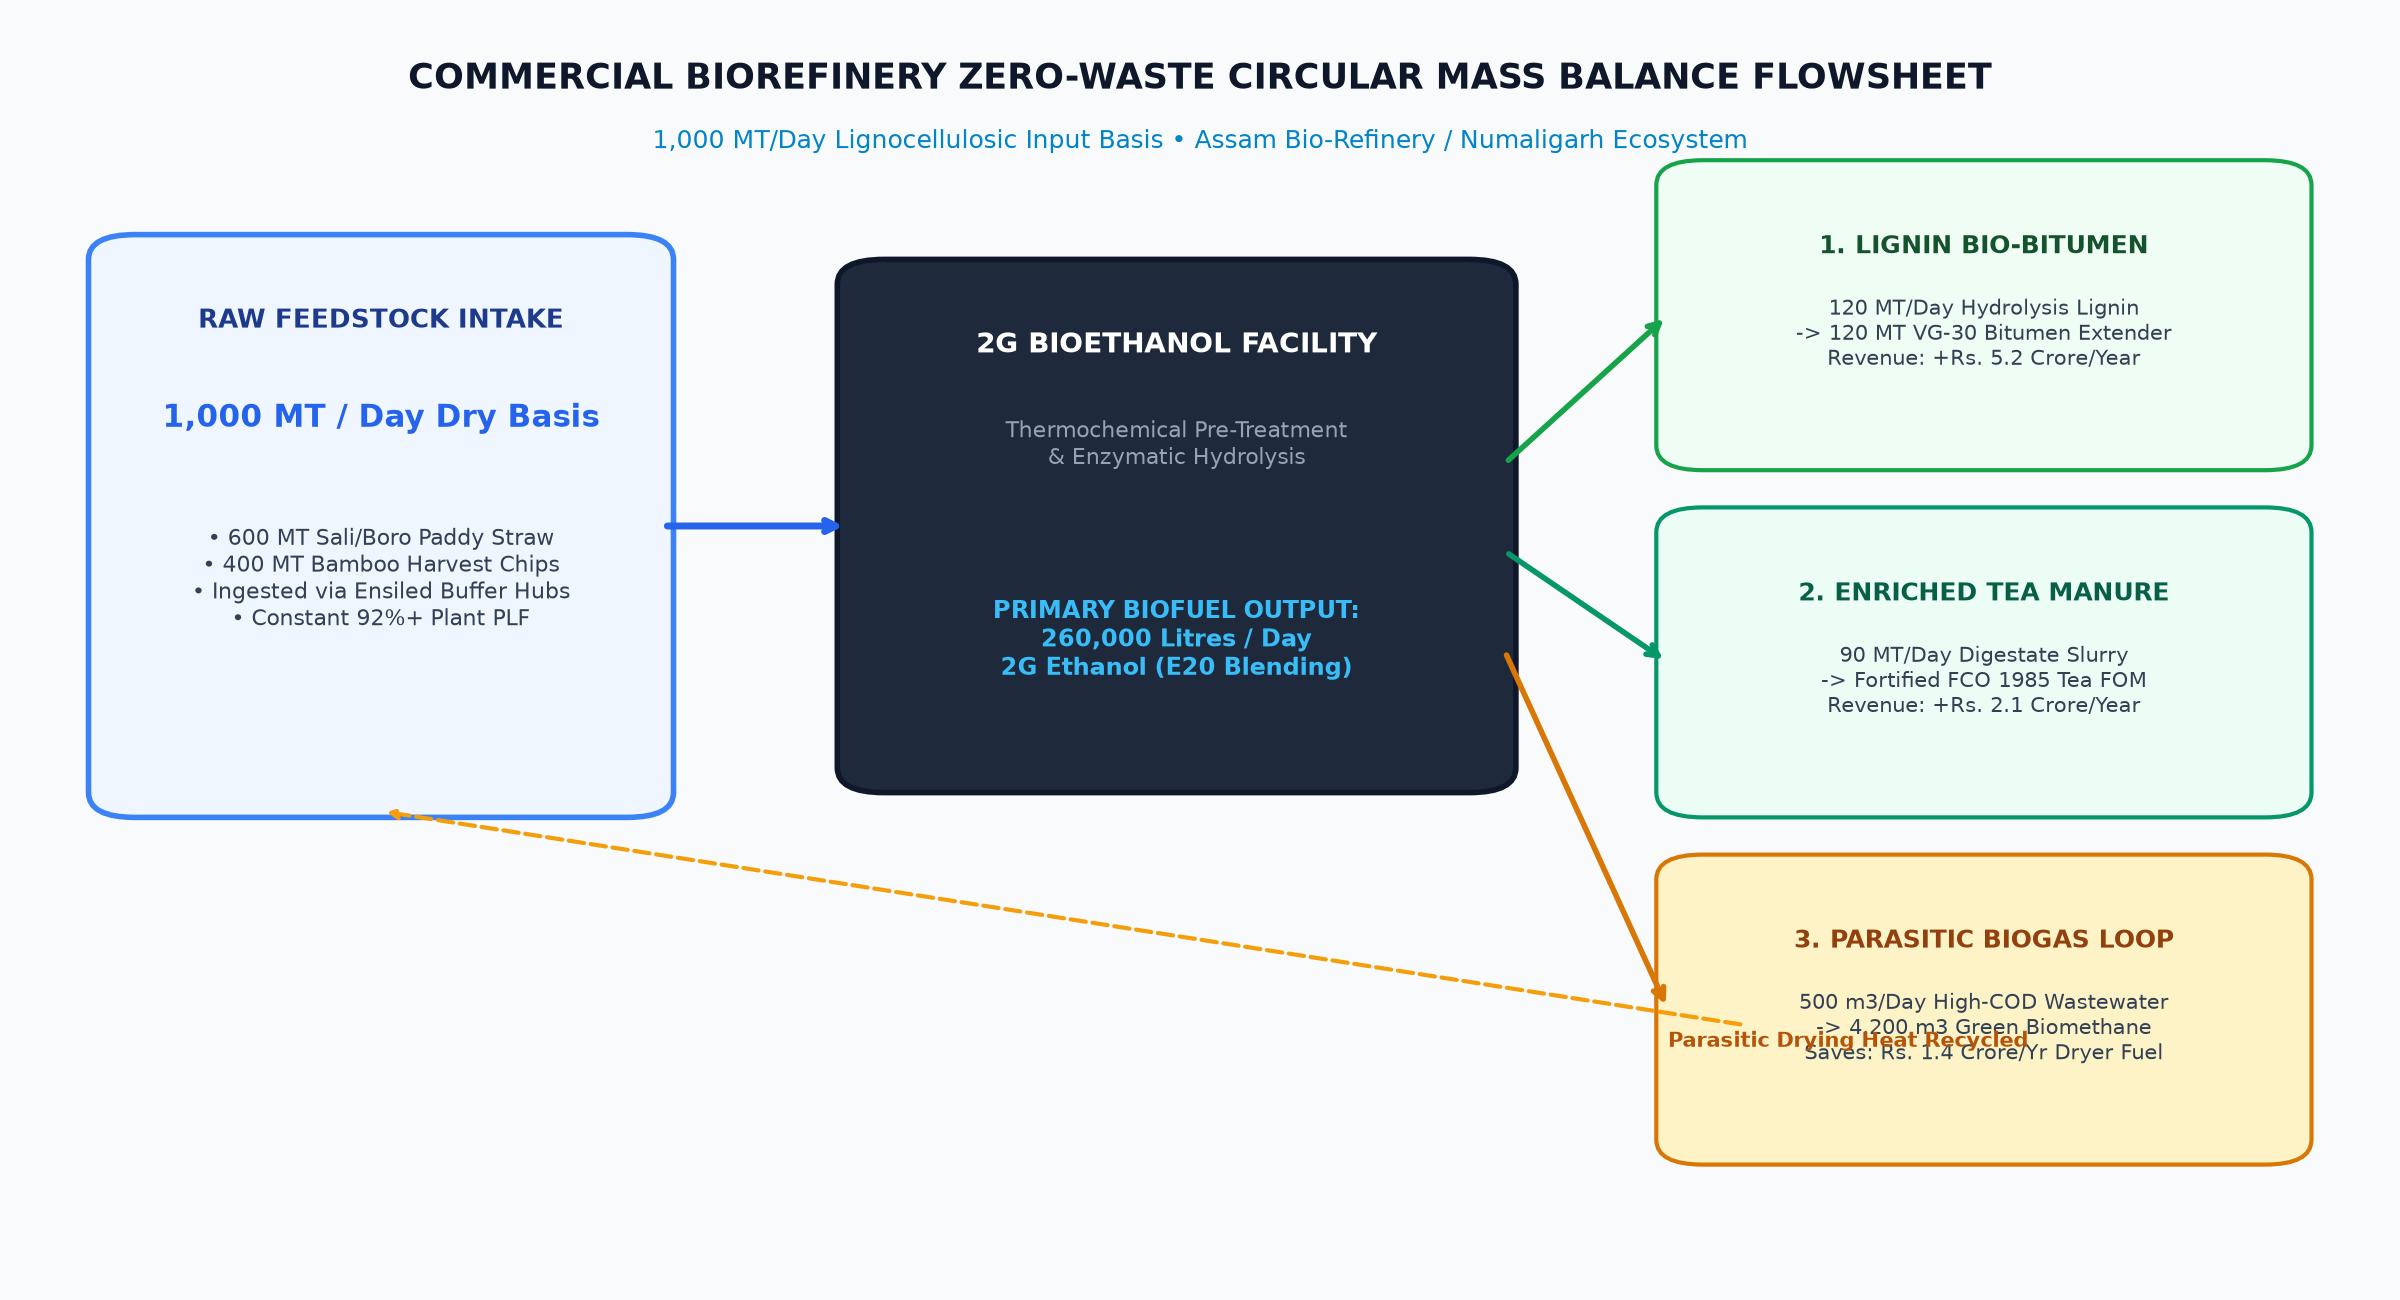 COMMERCIAL BIOREFINERY ZERO-WASTE CIRCULAR MASS BALANCE FLOWSHEET
1,000 MT/Day Lignocellulosic Input Basis • Assam Bio-Refinery / Numaligarh Ecosystem
RAW FEEDSTOCK INTAKE
1,000 MT / Day Dry Basis
• 600 MT Sali/Boro Paddy Straw
• 400 MT Bamboo Harvest Chips
• Ingested via Ensiled Buffer Hubs
• Constant 92%+ Plant PLF
2G BIOETHANOL FACILITY
Thermochemical Pre-Treatment
& Enzymatic Hydrolysis
PRIMARY BIOFUEL OUTPUT:
260,000 Litres / Day
2G Ethanol (E20 Blending)
1. LIGNIN BIO-BITUMEN
120 MT/Day Hydrolysis Lignin
-> 120 MT VG-30 Bitumen Extender
Revenue: +Rs. 5.2 Crore/Year
2. ENRICHED TEA MANURE
90 MT/Day Digestate Slurry
-> Fortified FCO 1985 Tea FOM
Revenue: +Rs. 2.1 Crore/Year
3. PARASITIC BIOGAS LOOP
500 m3/Day High-COD Wastewater
-> 4,200 m3 Green Biomethane
Parasitic Drying Heat Recycled
Saves: Rs. 1.4 Crore/Yr Dryer Fuel